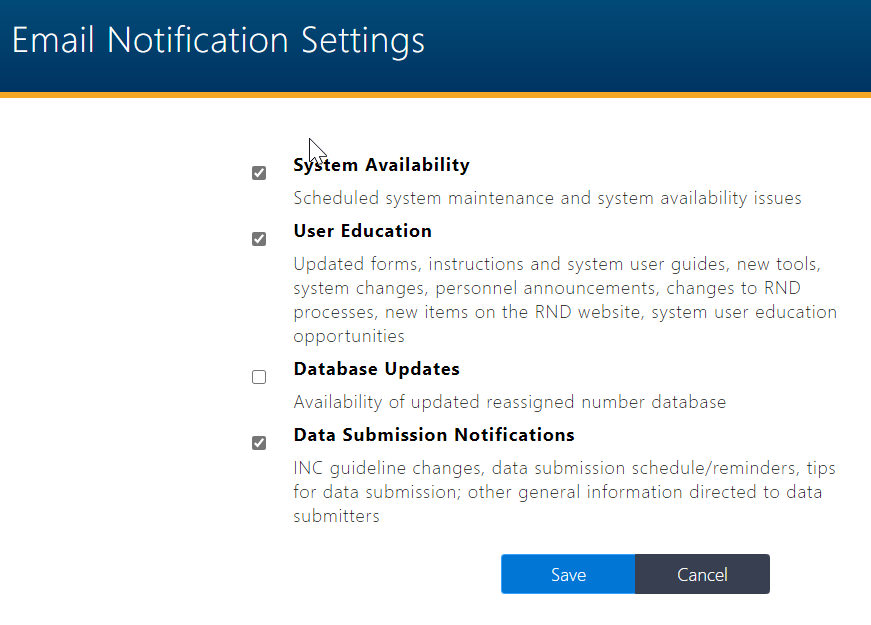 Email Notification Settings
System Availability
Scheduled system maintenance and system availability issues
User Education
Updated forms, instructions and system user guides, new tools,
system changes, personnel announcements, changes to RND
processes, new items on the RND website, system user education
opportunities
Database Updates
Availability of updated reassigned number database
Data Submission Notifications
INC guideline changes, data submission schedule/reminders, tips
for data submission; other general information directed to data
submitters
Save Cancel